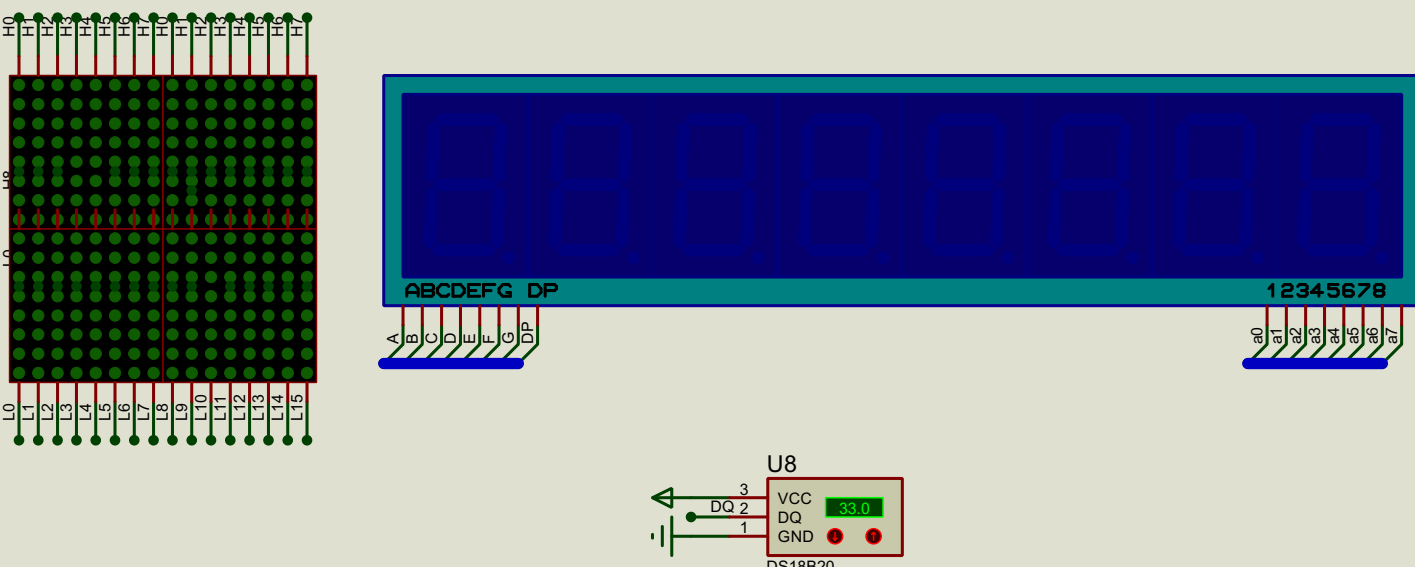 H0 H1 H2 H3 H4 H5 H6 H7 H0 H1 H2 H3 H4 H5 H6 H7
H8
L0 L1 L2 L3 L4 L5 L6 L7 L8 L9 L10 L11 L12 L13 L14 L15
ABCDEFG DP
12345678
A B C D E F G DP
a0 a1 a2 a3 a4 a5 a6 a7
U8
3 VCC
DQ 2 DQ
1 GND
33.0
DS18B20